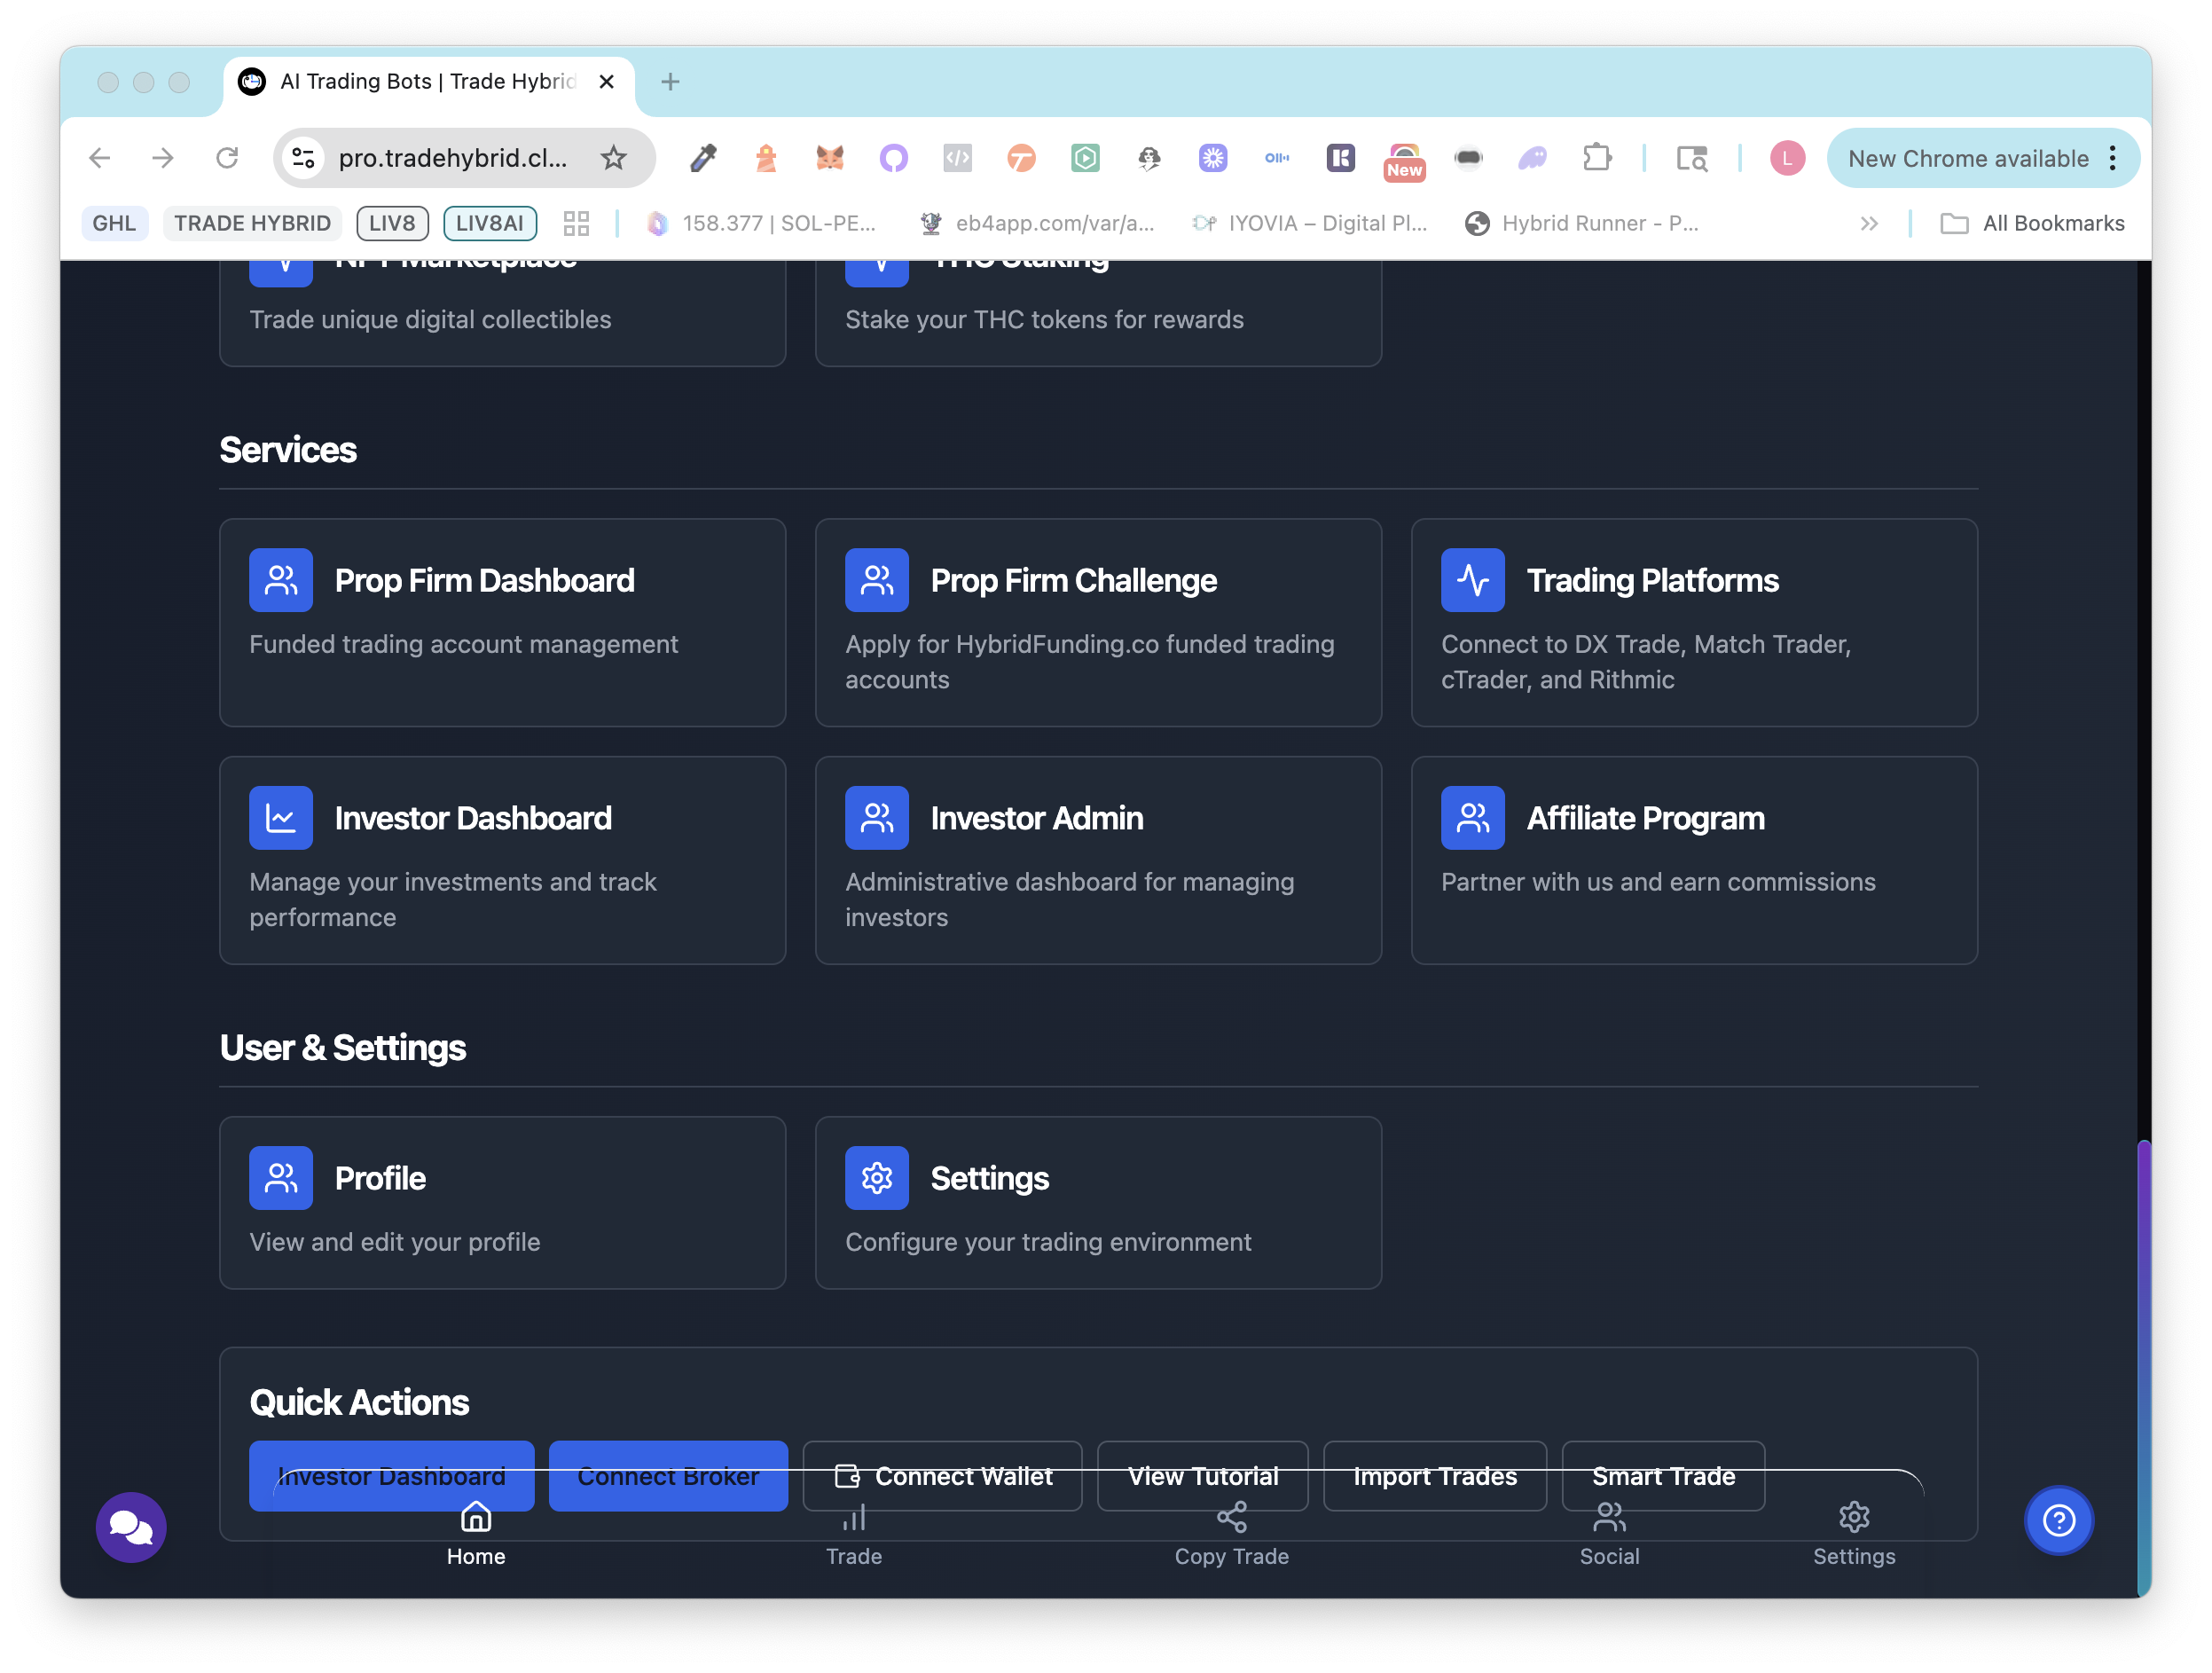 AI Trading Bots | Trade Hybrid
pro.tradehybrid.cl...
New
L
New Chrome available
GHL
TRADE HYBRID
LIV8
LIV8AI
158.377 | SOL-PE...
eb4app.com/var/a...
IYOVIA – Digital Pl...
Hybrid Runner - P...
All Bookmarks
NFT Marketplace
THC Staking
Trade unique digital collectibles
Stake your THC tokens for rewards
Services
Prop Firm Dashboard
Funded trading account management
Prop Firm Challenge
Apply for HybridFunding.co funded trading
accounts
Trading Platforms
Connect to DX Trade, Match Trader,
cTrader, and Rithmic
Investor Dashboard
Manage your investments and track
performance
Investor Admin
Administrative dashboard for managing
investors
Affiliate Program
Partner with us and earn commissions
User & Settings
Profile
View and edit your profile
Settings
Configure your trading environment
Quick Actions
Investor Dashboard
Connect Broker
Connect Wallet
View Tutorial
Import Trades
Smart Trade
Home
Trade
Copy Trade
Social
Settings